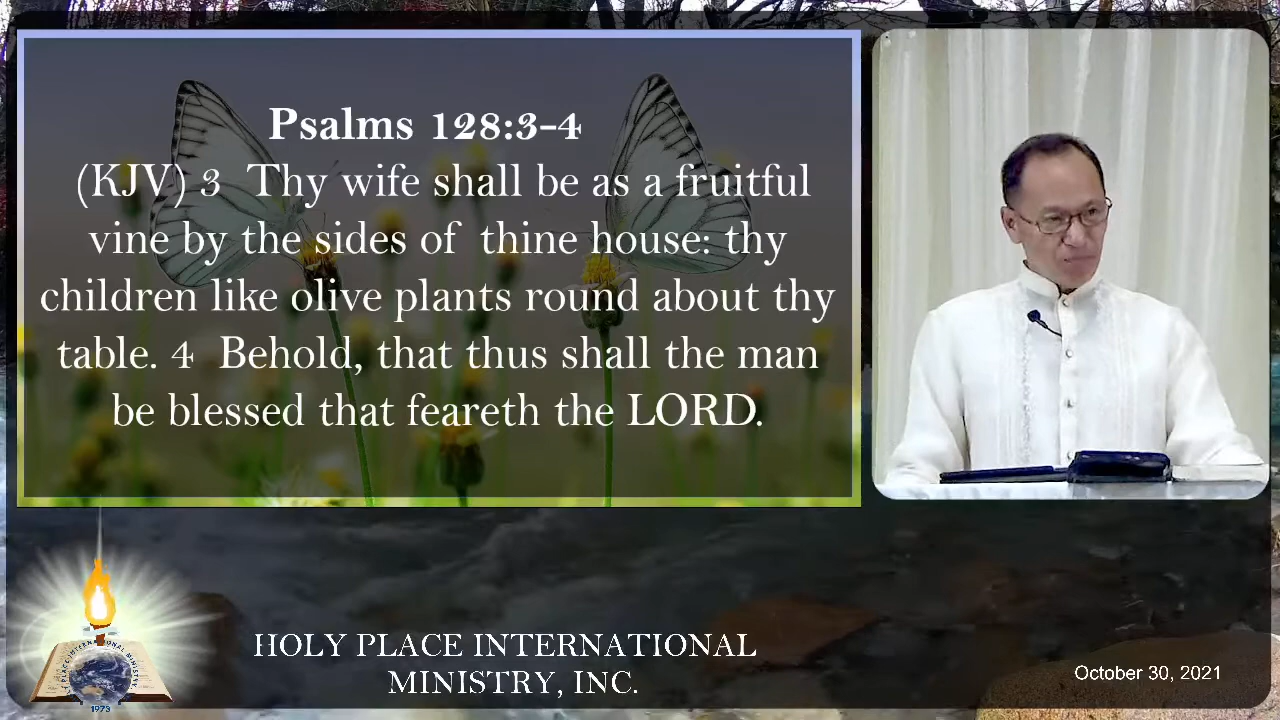 Psalms 128:3-4
(KJV) 3 Thy wife shall be as a fruitful
vine by the sides of thine house: thy
children like olive plants round about thy
table. 4 Behold, that thus shall the man
be blessed that feareth the LORD.
HOLY PLACE INTERNATIONAL
MINISTRY, INC.
October 30, 2021
1973